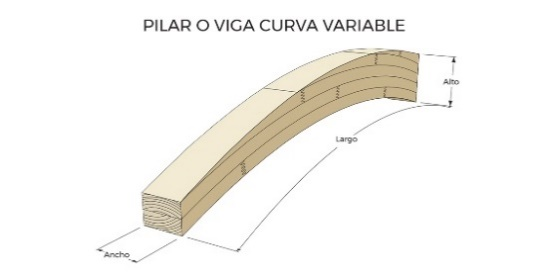 PILAR O VIGA CURVA VARIABLE
Alto
Largo
Ancho